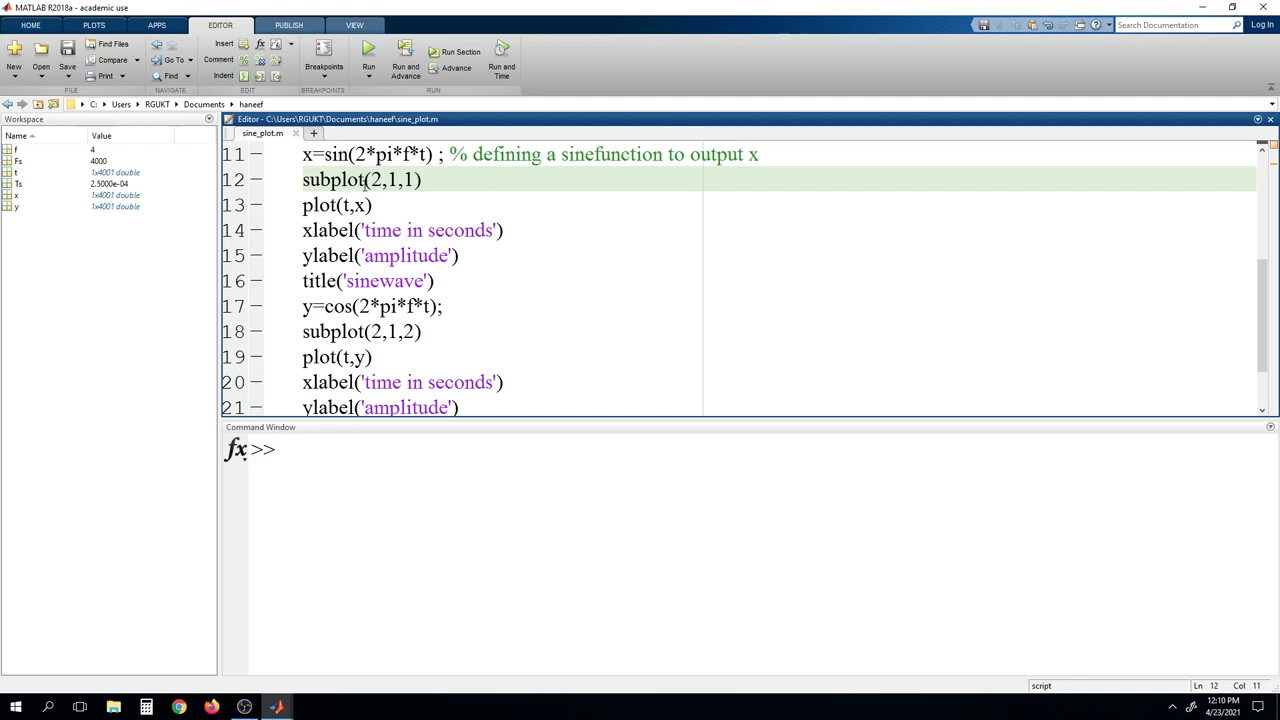 MATLAB R2018a - academic use
HOME PLOTS APPS EDITOR PUBLISH VIEW Search Documentation Log In
New Open Save Find Files Compare Print Insert Comment Indent Go To Find Breakpoints Run Run and Advance Run Section Advance Run and Time
FILE NAVIGATE EDIT BREAKPOINTS RUN
C: Users RGUKT Documents haneef
Workspace
Name Value
f 4
Fs 4000
t 1x4001 double
Ts 2.5000e-04
x 1x4001 double
y 1x4001 double
Editor - C:\Users\RGUKT\Documents\haneef\sine_plot.m
sine_plot.m
11 – x=sin(2*pi*f*t) ; % defining a sinefunction to output x
12 – subplot(2,1,1)
13 – plot(t,x)
14 – xlabel('time in seconds')
15 – ylabel('amplitude')
16 – title('sinewave')
17 – y=cos(2*pi*f*t);
18 – subplot(2,1,2)
19 – plot(t,y)
20 – xlabel('time in seconds')
21 – ylabel('amplitude')
Command Window
fx >>
script Ln 12 Col 11
12:10 PM
4/23/2021